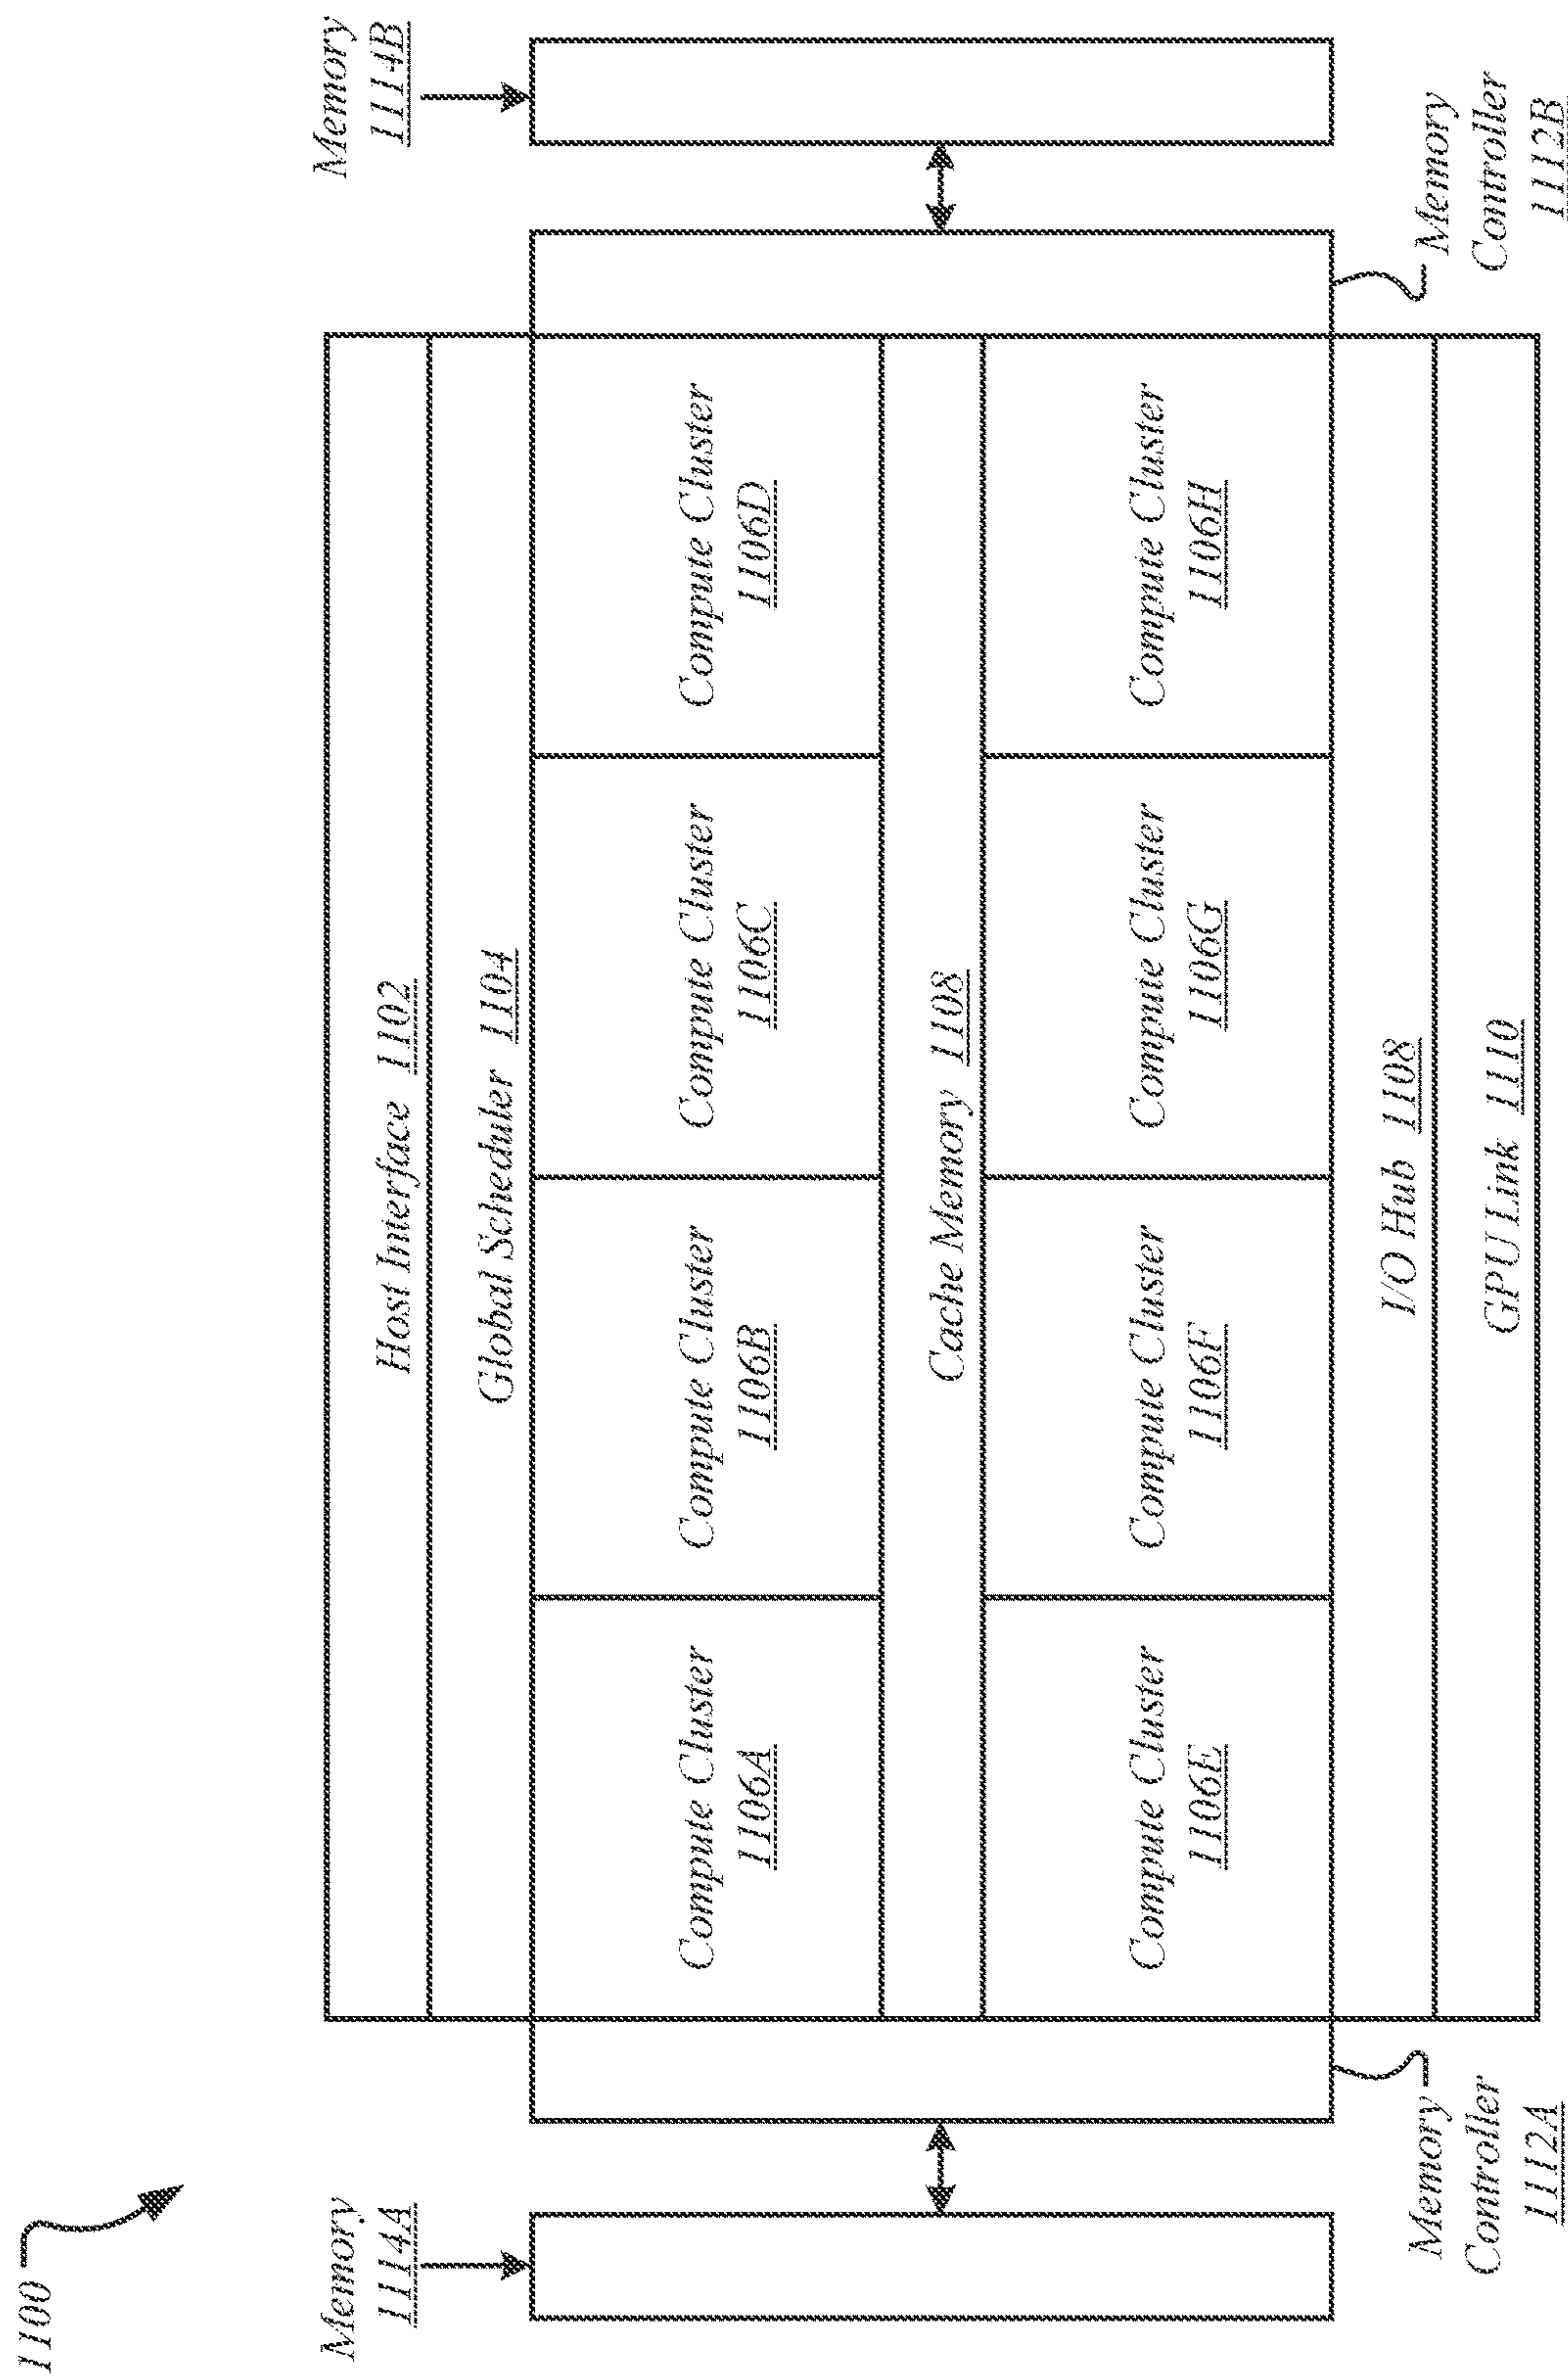 1100
Memory
1114A
Memory
1114B
Host Interface 1102
Global Scheduler 1104
Compute Cluster
1106A
Compute Cluster
1106B
Compute Cluster
1106C
Compute Cluster
1106D
Cache Memory 1108
Compute Cluster
1106E
Compute Cluster
1106F
Compute Cluster
1106G
Compute Cluster
1106H
I/O Hub 1108
GPU Link 1110
Memory
Controller
1112A
Memory
Controller
1112B